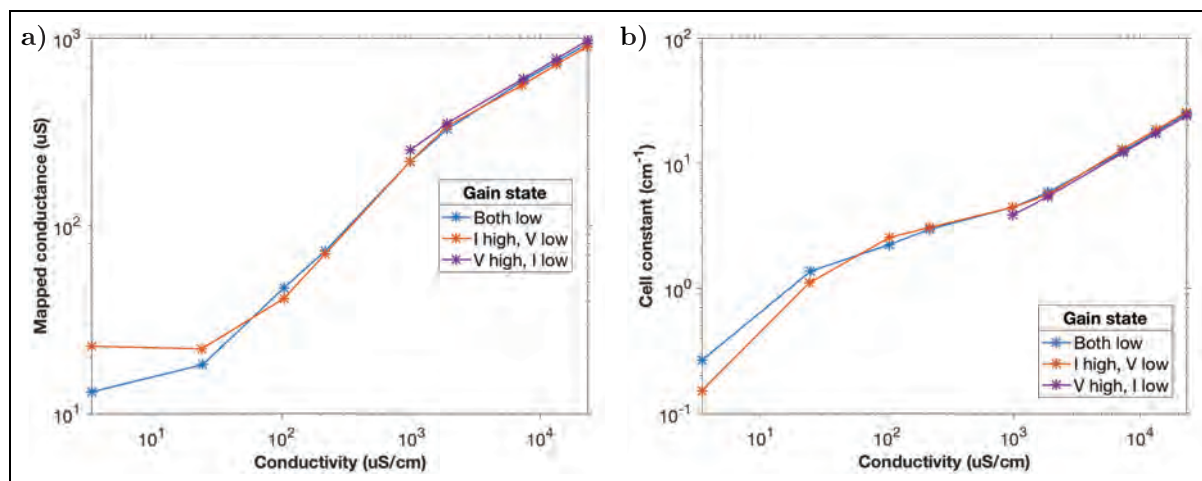 a)
10³
10²
10¹
Mapped conductance (uS)
10¹ 10² 10³ 10⁴
Conductivity (uS/cm)
Gain state
Both low
I high, V low
V high, I low
b)
10²
10¹
10⁰
10⁻¹
Cell constant (cm⁻¹)
10¹ 10² 10³ 10⁴
Conductivity (uS/cm)
Gain state
Both low
I high, V low
V high, I low